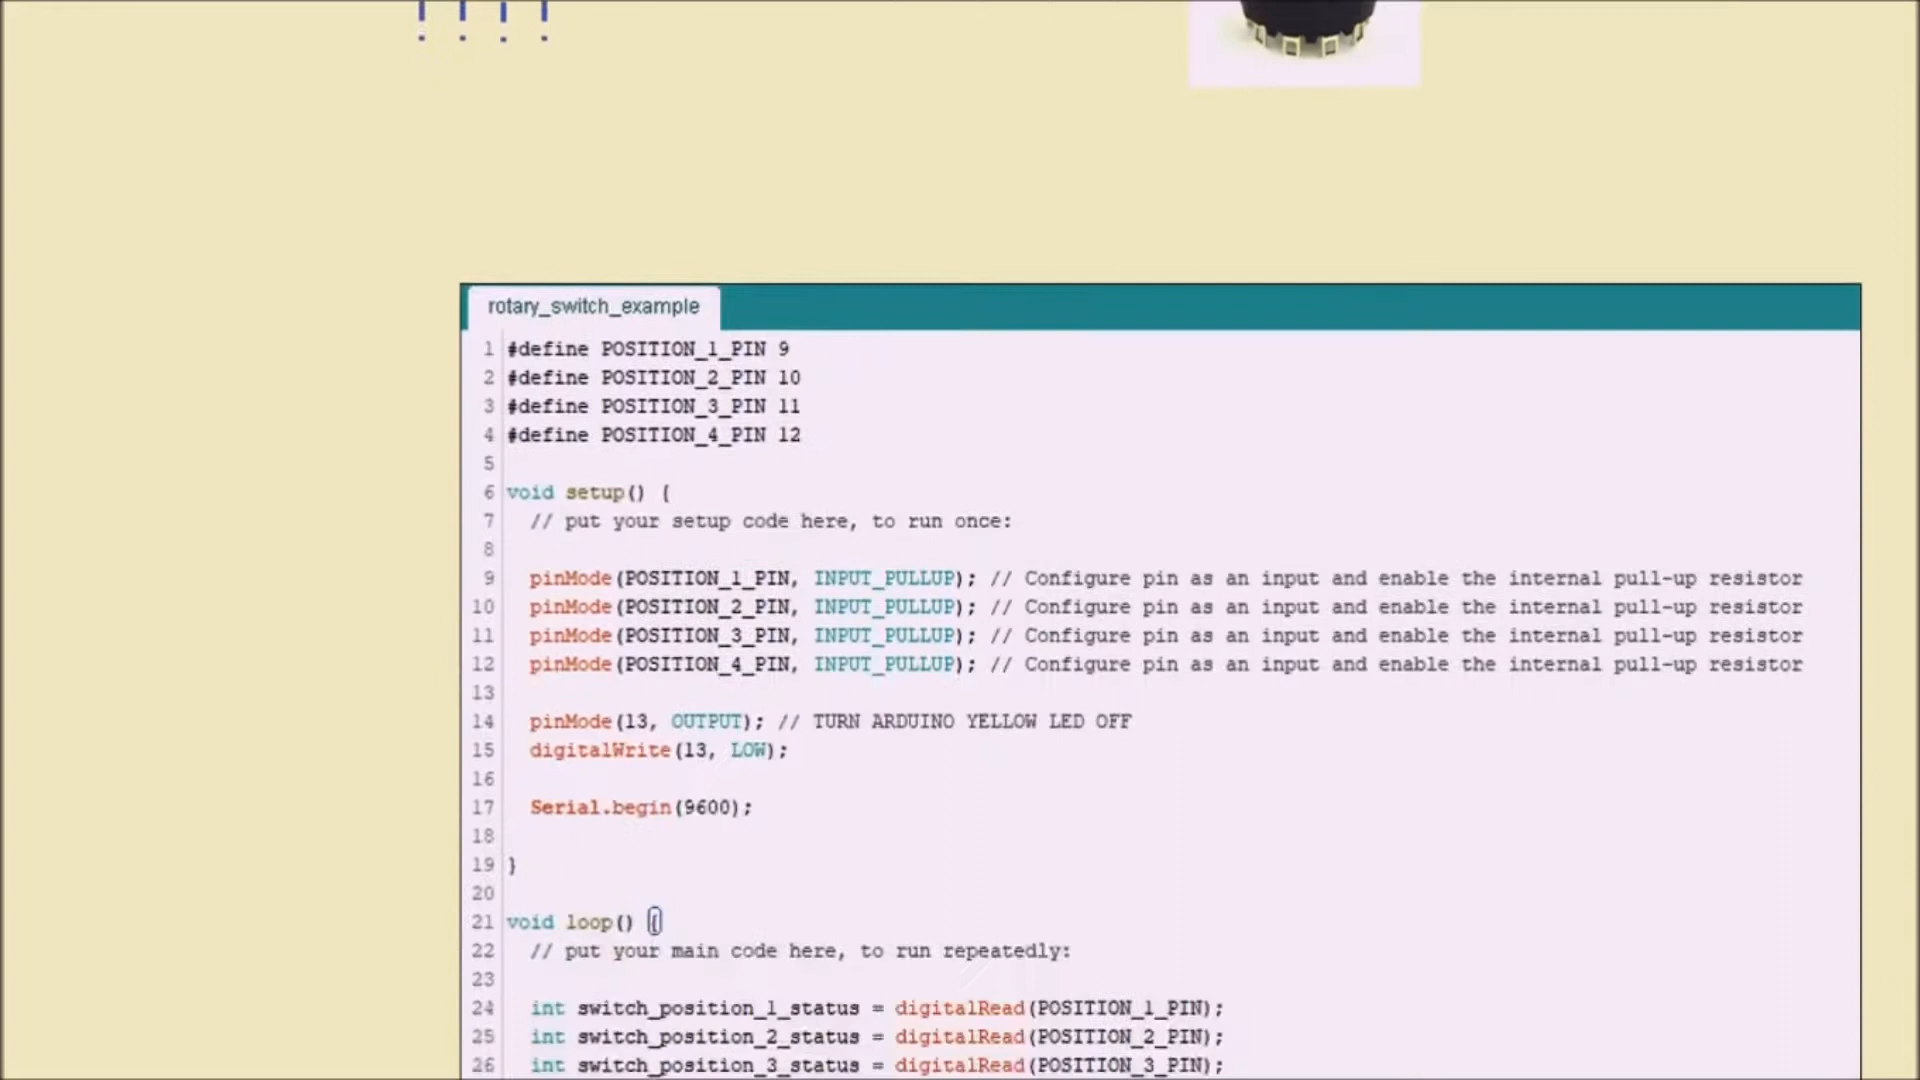 rotary_switch_example
1 #define POSITION_1_PIN 9
2 #define POSITION_2_PIN 10
3 #define POSITION_3_PIN 11
4 #define POSITION_4_PIN 12
5
6 void setup() {
7 // put your setup code here, to run once:
8
9 pinMode(POSITION_1_PIN, INPUT_PULLUP); // Configure pin as an input and enable the internal pull-up resistor
10 pinMode(POSITION_2_PIN, INPUT_PULLUP); // Configure pin as an input and enable the internal pull-up resistor
11 pinMode(POSITION_3_PIN, INPUT_PULLUP); // Configure pin as an input and enable the internal pull-up resistor
12 pinMode(POSITION_4_PIN, INPUT_PULLUP); // Configure pin as an input and enable the internal pull-up resistor
13
14 pinMode(13, OUTPUT); // TURN ARDUINO YELLOW LED OFF
15 digitalWrite(13, LOW);
16
17 Serial.begin(9600);
18
19 }
20
21 void loop() {
22 // put your main code here, to run repeatedly:
23
24 int switch_position_1_status = digitalRead(POSITION_1_PIN);
25 int switch_position_2_status = digitalRead(POSITION_2_PIN);
26 int switch_position_3_status = digitalRead(POSITION_3_PIN);